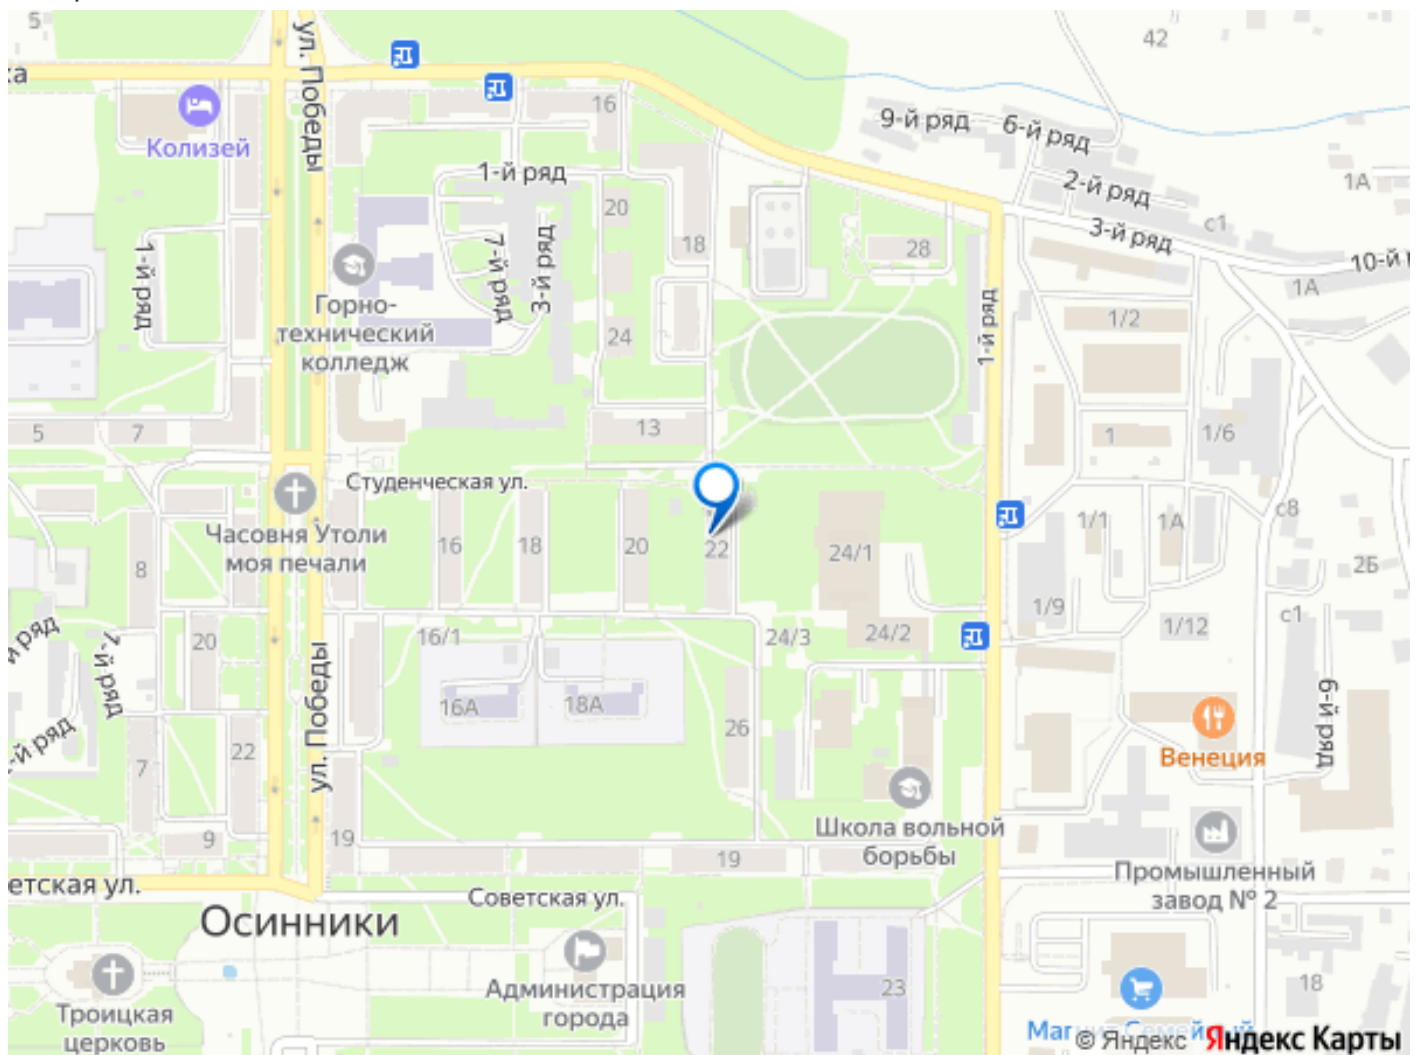 5
42
ул. Победы
ка
16
9-й ряд
6-й ряд
Колизей
1-й ряд
2-й ряд
1А
20
3-й ряд
с1
1-й ряд
7-й ряд
3-й ряд
18
28
10-й р
1А
Горно-
технический
колледж
24
1-й ряд
1/2
5
7
13
1
1/6
Студенческая ул.
Часовня Утоли
моя печали
16
18
20
22
24/1
1/1
1А
с8
8
2Б
1/9
с1
й ряд
7-й ряд
20
16/1
24/3
24/2
1/12
ул. Победы
16А
18А
26
6-й ряд
-й ряд
22
7
Венеция
9
19
19
Школа вольной
борьбы
Промышленный
завод № 2
етская ул.
Советская ул.
Осинники
Администрация
города
23
18
Троицкая
церковь
Магнит Семейный
© Яндекс Яндекс Карты